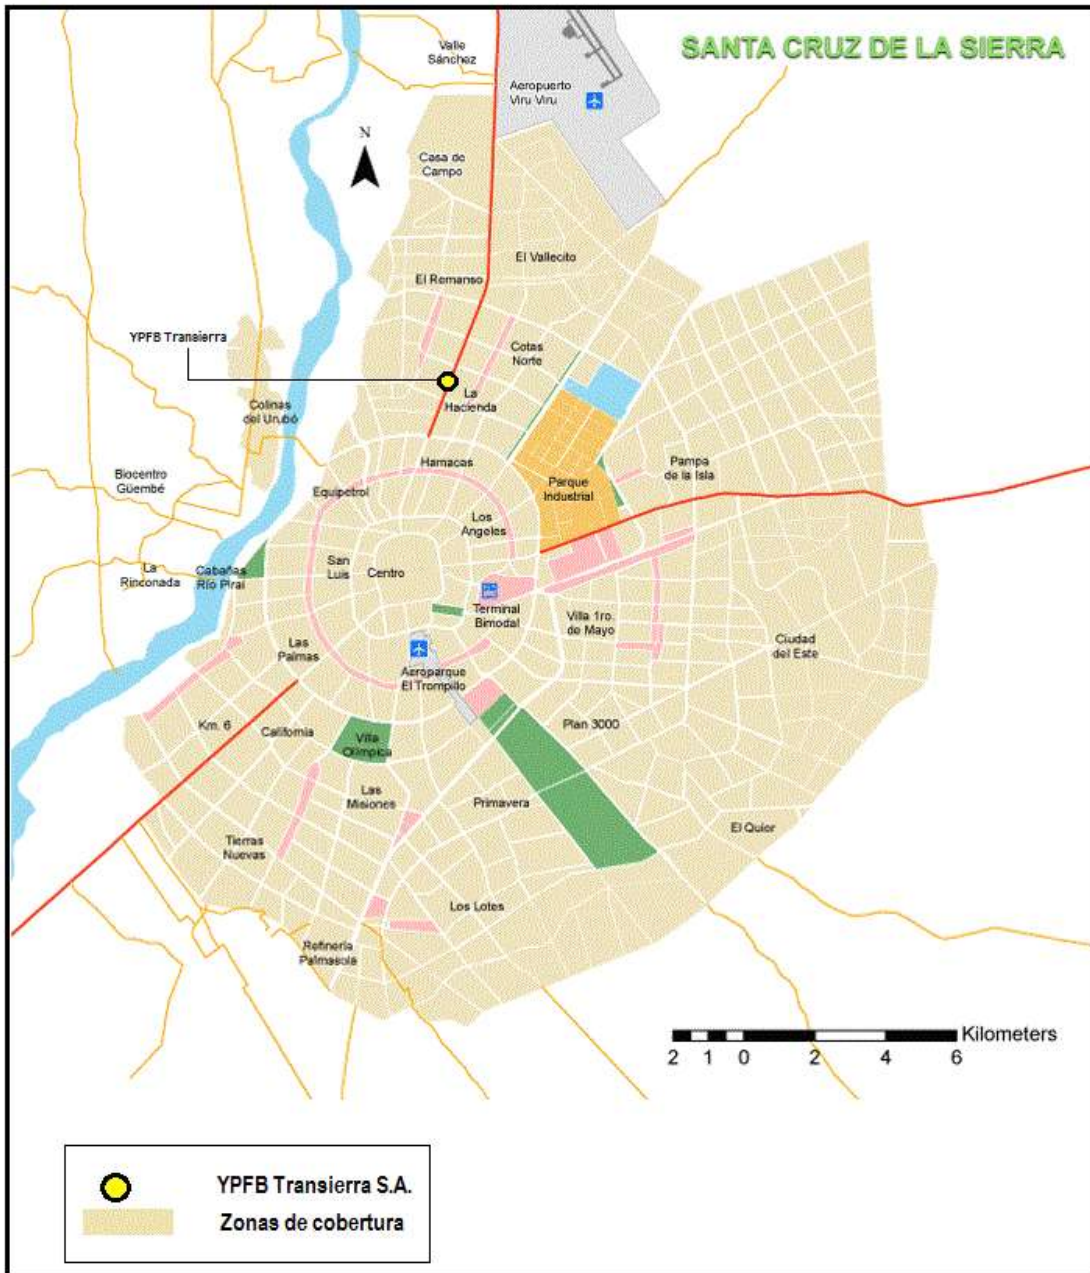 SANTA CRUZ DE LA SIERRA
Valle
Sánchez
Aeropuerto
Viru Viru
N
Casa de
Campo
El Vallecito
El Remanso
YPFB Transierra
Cotas
Norte
La
Hacienda
Colinas
del Urubó
Hamacas
Pampa
de la Isla
Biocentro
Güembé
Parque
Industrial
Equipetrol
Los
Angeles
San
Luis
Centro
La
Rinconada
Cabañas
Río Piraí
Terminal
Bimodal
Villa 1ro.
de Mayo
Ciudad
del Este
Las
Palmas
Aeroparque
El Trompillo
Km. 6
California
Villa
Olímpica
Plan 3000
Las
Misiones
Primavera
El Quior
Tierras
Nuevas
Los Lotes
Refinería
Palmasola
Kilometers
2 1 0 2 4 6
YPFB Transierra S.A.
Zonas de cobertura